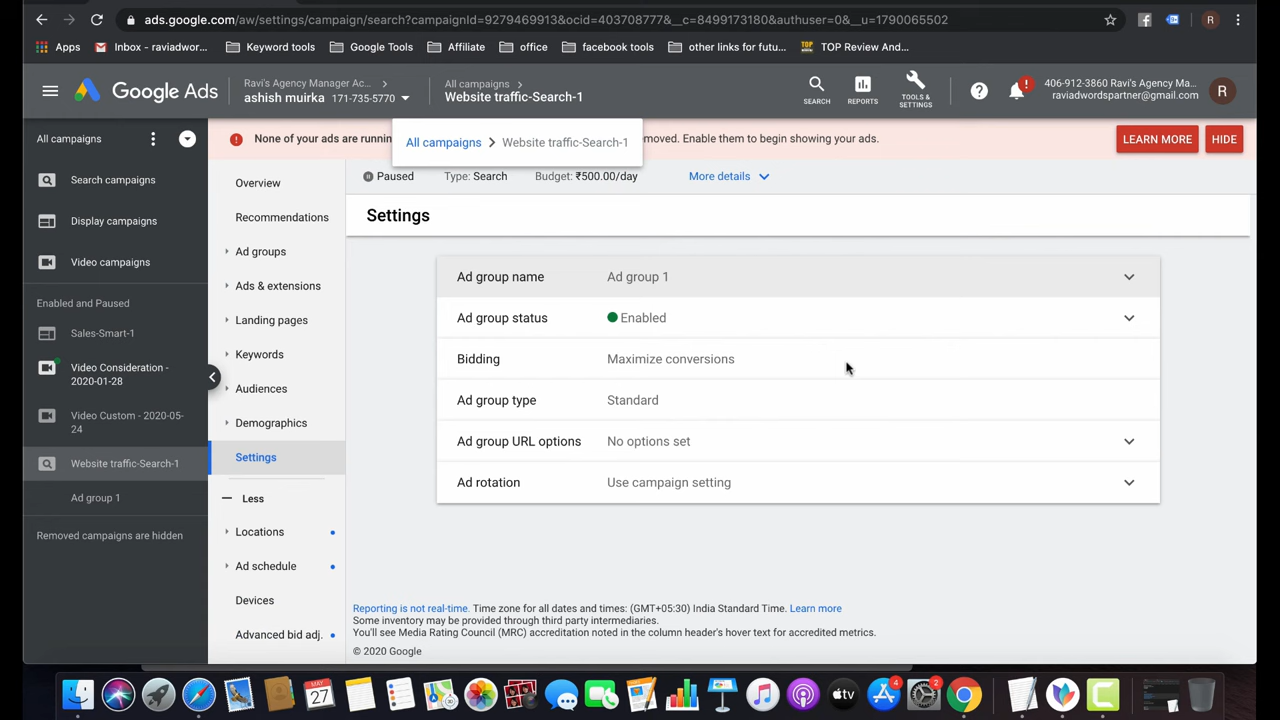 ads.google.com/aw/settings/campaign/search?campaignId=9279469913&ocid=403708777&__c=8499173180&authuser=0&__u=1790065502
R
Apps
Inbox - raviadwor...
Keyword tools
Google Tools
Affiliate
office
facebook tools
other links for futu...
TOP Review And...
Google Ads
Ravi's Agency Manager Ac...
ashish muirka 171-735-5770
All campaigns
Website traffic-Search-1
SEARCH
REPORTS
TOOLS &
SETTINGS
406-912-3860 Ravi's Agency Ma...
raviadwordspartner@gmail.com
R
All campaigns
None of your ads are runnin
moved. Enable them to begin showing your ads.
LEARN MORE
HIDE
All campaigns > Website traffic-Search-1
Paused
Type: Search
Budget: ₹500.00/day
More details
Search campaigns
Display campaigns
Video campaigns
Enabled and Paused
Sales-Smart-1
Video Consideration -
2020-01-28
Video Custom - 2020-05-
24
Website traffic-Search-1
Ad group 1
Removed campaigns are hidden
Overview
Recommendations
Ad groups
Ads & extensions
Landing pages
Keywords
Audiences
Demographics
Settings
Less
Locations
Ad schedule
Devices
Advanced bid adj.
Settings
Ad group name Ad group 1
Ad group status Enabled
Bidding Maximize conversions
Ad group type Standard
Ad group URL options No options set
Ad rotation Use campaign setting
Reporting is not real-time. Time zone for all dates and times: (GMT+05:30) India Standard Time. Learn more
Some inventory may be provided through third party intermediaries.
You'll see Media Rating Council (MRC) accreditation noted in the column header's hover text for accredited metrics.
© 2020 Google
MAY
27
tv
4
2